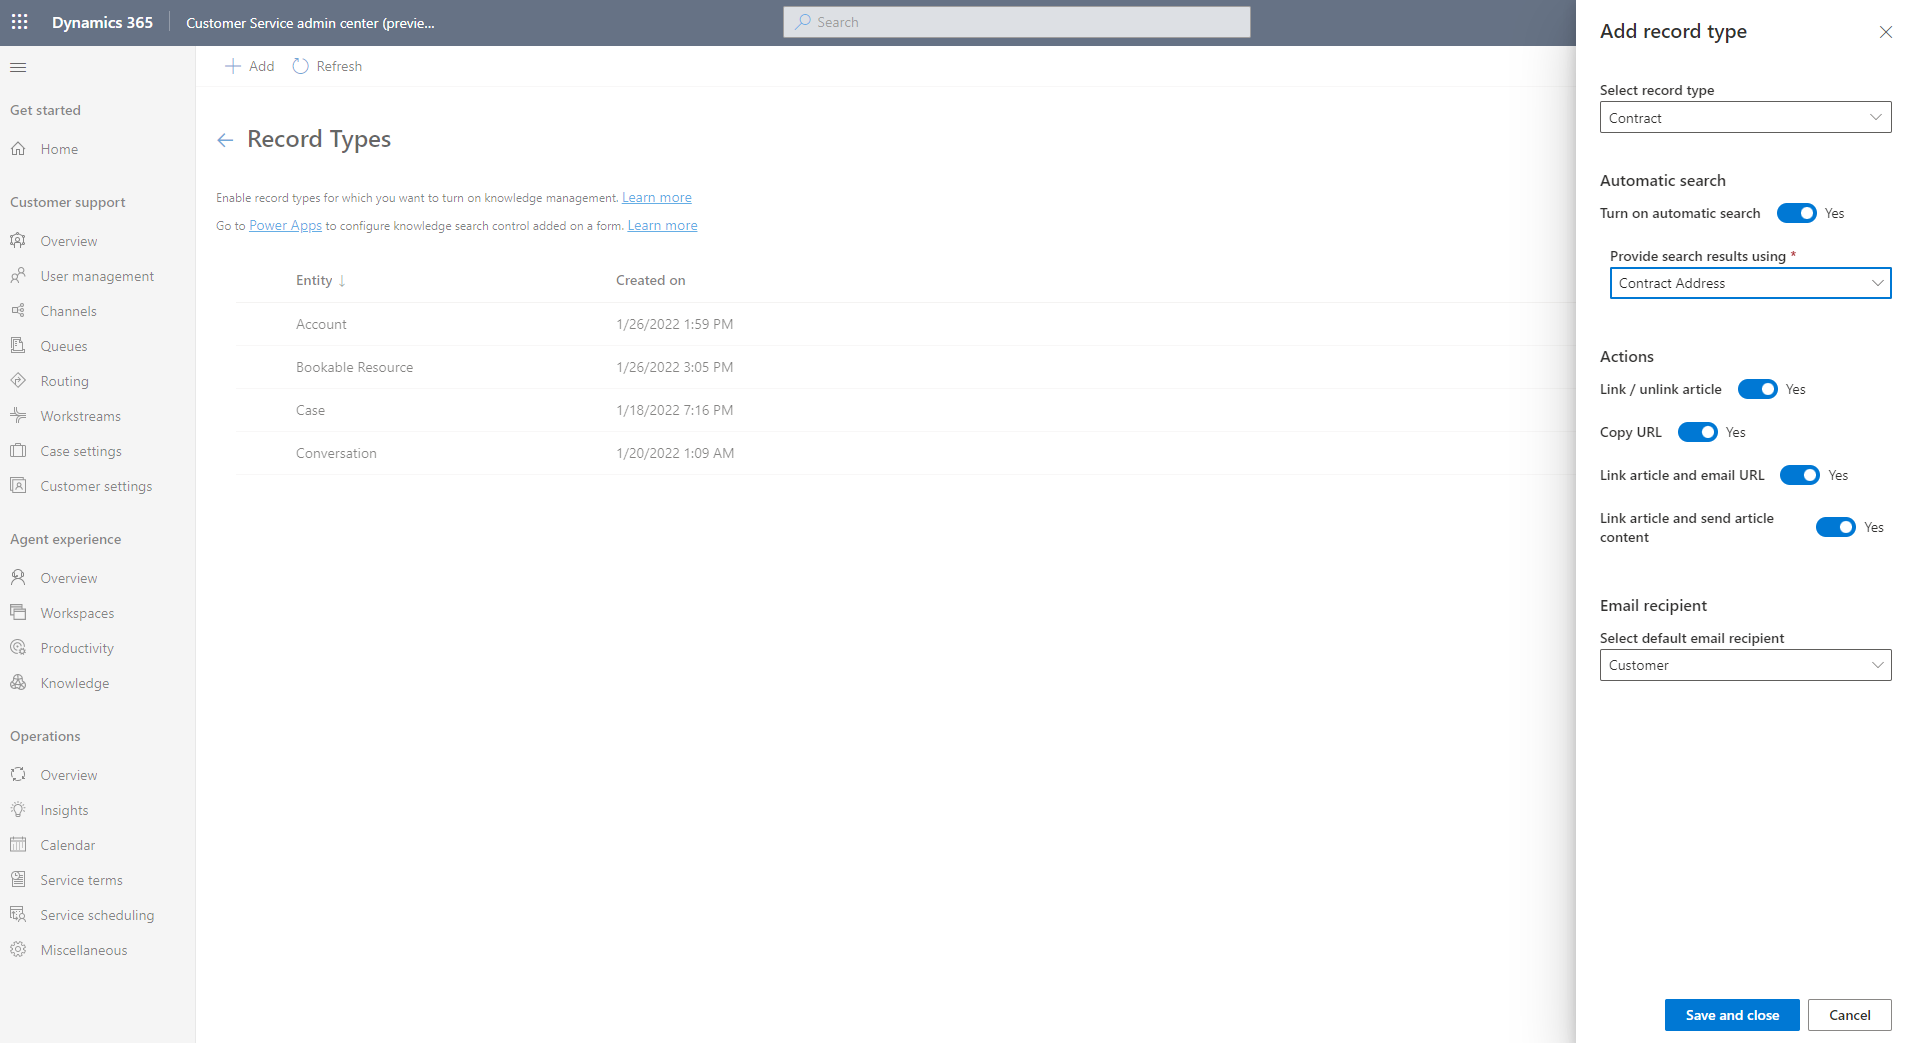 Dynamics 365
Customer Service admin center (previe...
Search
Get started
Home
Customer support
Overview
User management
Channels
Queues
Routing
Workstreams
Case settings
Customer settings
Agent experience
Overview
Workspaces
Productivity
Knowledge
Operations
Overview
Insights
Calendar
Service terms
Service scheduling
Miscellaneous
Add Refresh
Record Types
Enable record types for which you want to turn on knowledge management. Learn more
Go to Power Apps to configure knowledge search control added on a form. Learn more
Entity Created on
Account 1/26/2022 1:59 PM
Bookable Resource 1/26/2022 3:05 PM
Case 1/18/2022 7:16 PM
Conversation 1/20/2022 1:09 AM
Add record type
Select record type
Contract
Automatic search
Turn on automatic search Yes
Provide search results using *
Contract Address
Actions
Link / unlink article Yes
Copy URL Yes
Link article and email URL Yes
Link article and send article
content Yes
Email recipient
Select default email recipient
Customer
Save and close Cancel